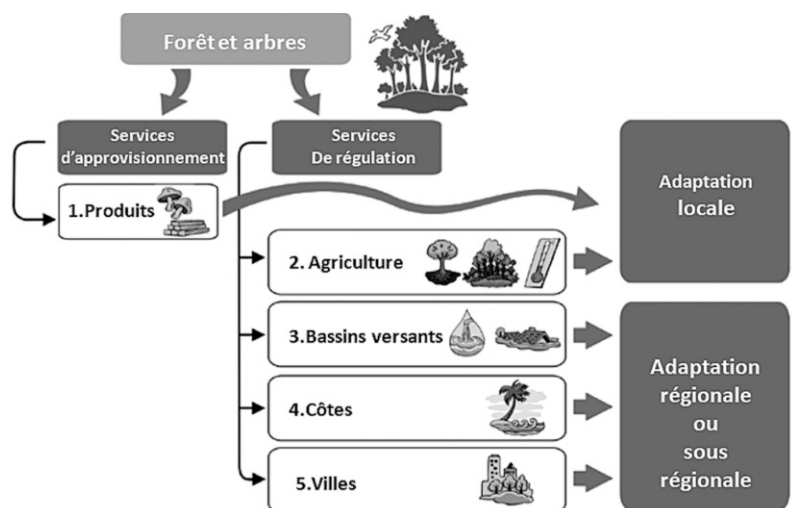 Forêt et arbres
Services
d'approvisionnement
Services
De régulation
1.Produits
Adaptation
locale
2. Agriculture
3.Bassins versants
4.Côtes
5.Villes
Adaptation
régionale
ou
sous
régionale